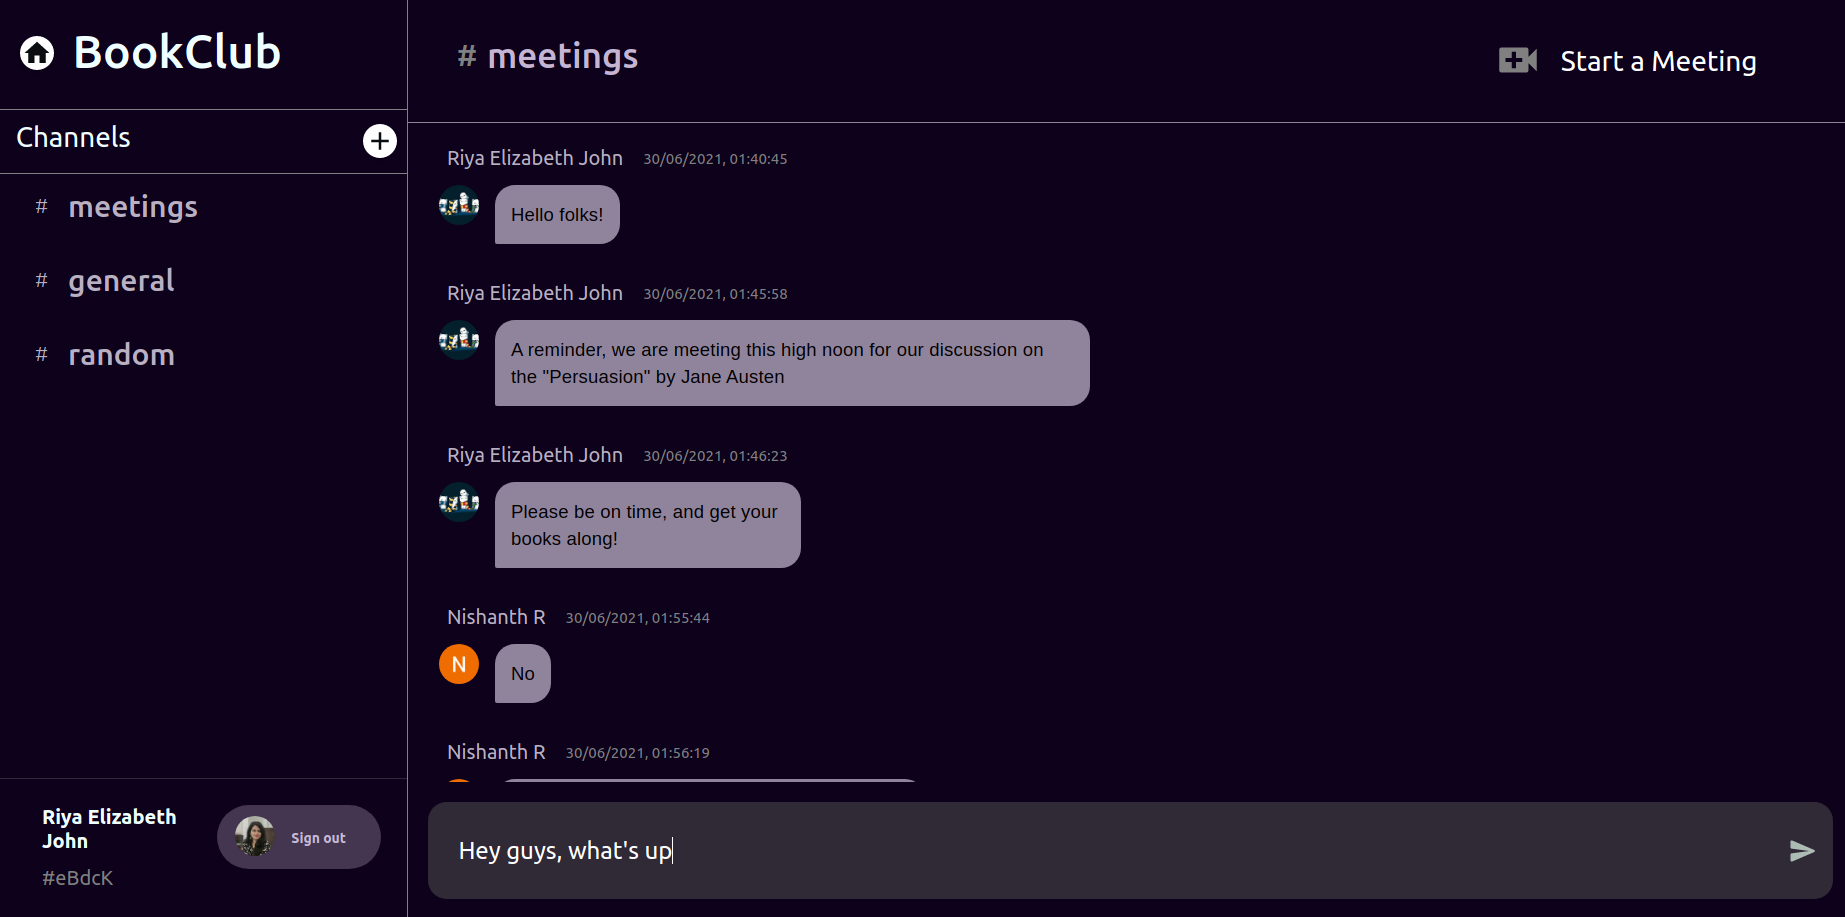 BookClub
Channels
# meetings
# general
# random
Riya Elizabeth
John
#eBdcK
Sign out
# meetings
Start a Meeting
Riya Elizabeth John 30/06/2021, 01:40:45
Hello folks!
Riya Elizabeth John 30/06/2021, 01:45:58
A reminder, we are meeting this high noon for our discussion on
the "Persuasion" by Jane Austen
Riya Elizabeth John 30/06/2021, 01:46:23
Please be on time, and get your
books along!
Nishanth R 30/06/2021, 01:55:44
N
No
Nishanth R 30/06/2021, 01:56:19
Hey guys, what's up